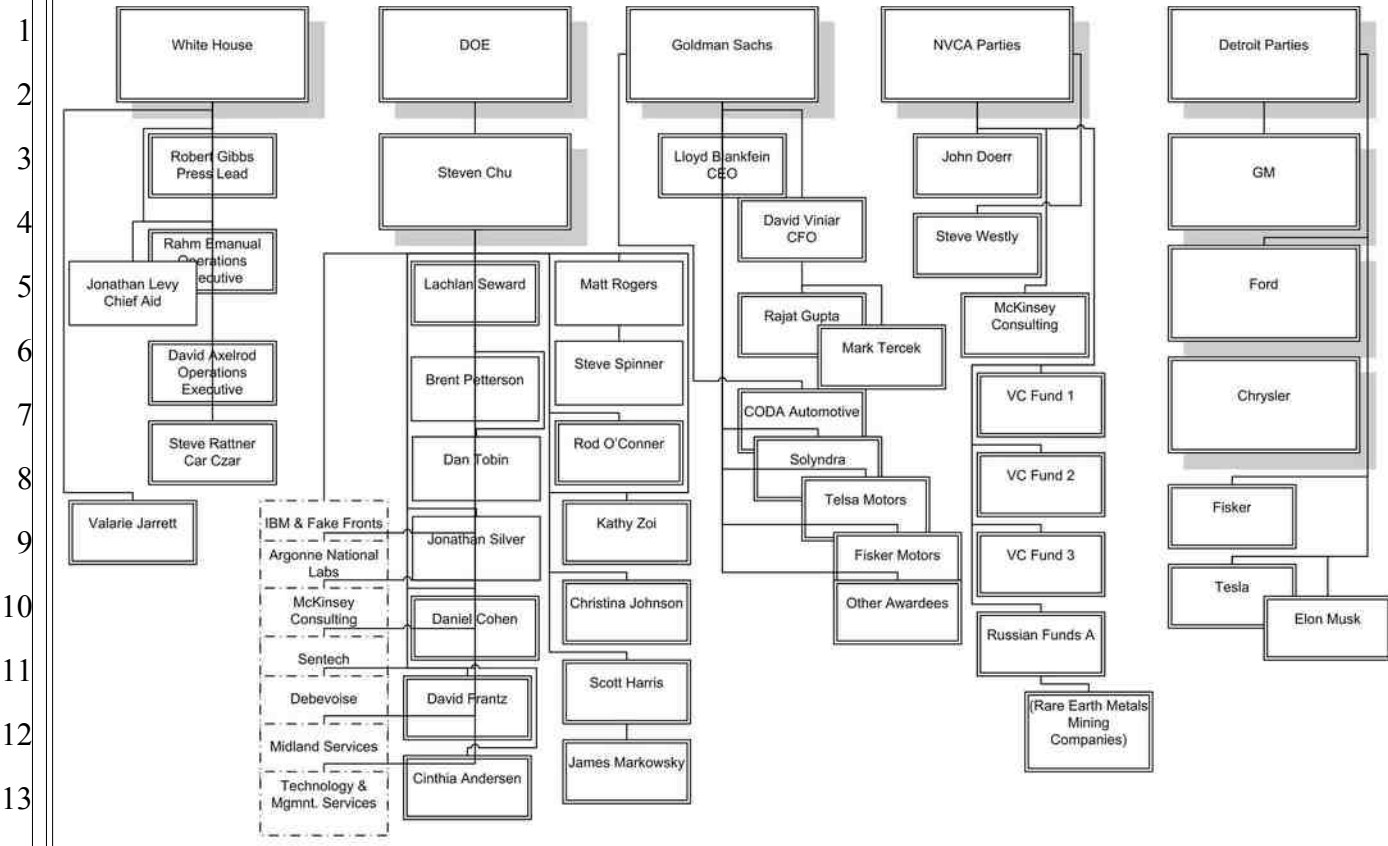 1
2
3
4
5
6
7
8
9
10
11
12
13
White House
Robert Gibbs
Press Lead
Rahm Emanual
Operations
Executive
Jonathan Levy
Chief Aid
David Axelrod
Operations
Executive
Steve Rattner
Car Czar
Valarie Jarrett
DOE
Steven Chu
Lachlan Seward
Brent Petterson
Dan Tobin
Jonathan Silver
Daniel Cohen
David Frantz
Cinthia Andersen
IBM & Fake Fronts
Argonne National
Labs
McKinsey
Consulting
Sentech
Debevoise
Midland Services
Technology &
Mgmnt. Services
Matt Rogers
Steve Spinner
Rod O'Conner
Kathy Zoi
Christina Johnson
Scott Harris
James Markowsky
Goldman Sachs
Lloyd Blankfein
CEO
David Viniar
CFO
Rajat Gupta
Mark Tercek
CODA Automotive
Solyndra
Telsa Motors
Fisker Motors
Other Awardees
NVCA Parties
John Doerr
Steve Westly
McKinsey
Consulting
VC Fund 1
VC Fund 2
VC Fund 3
Russian Funds A
(Rare Earth Metals
Mining
Companies)
Detroit Parties
GM
Ford
Chrysler
Fisker
Tesla
Elon Musk